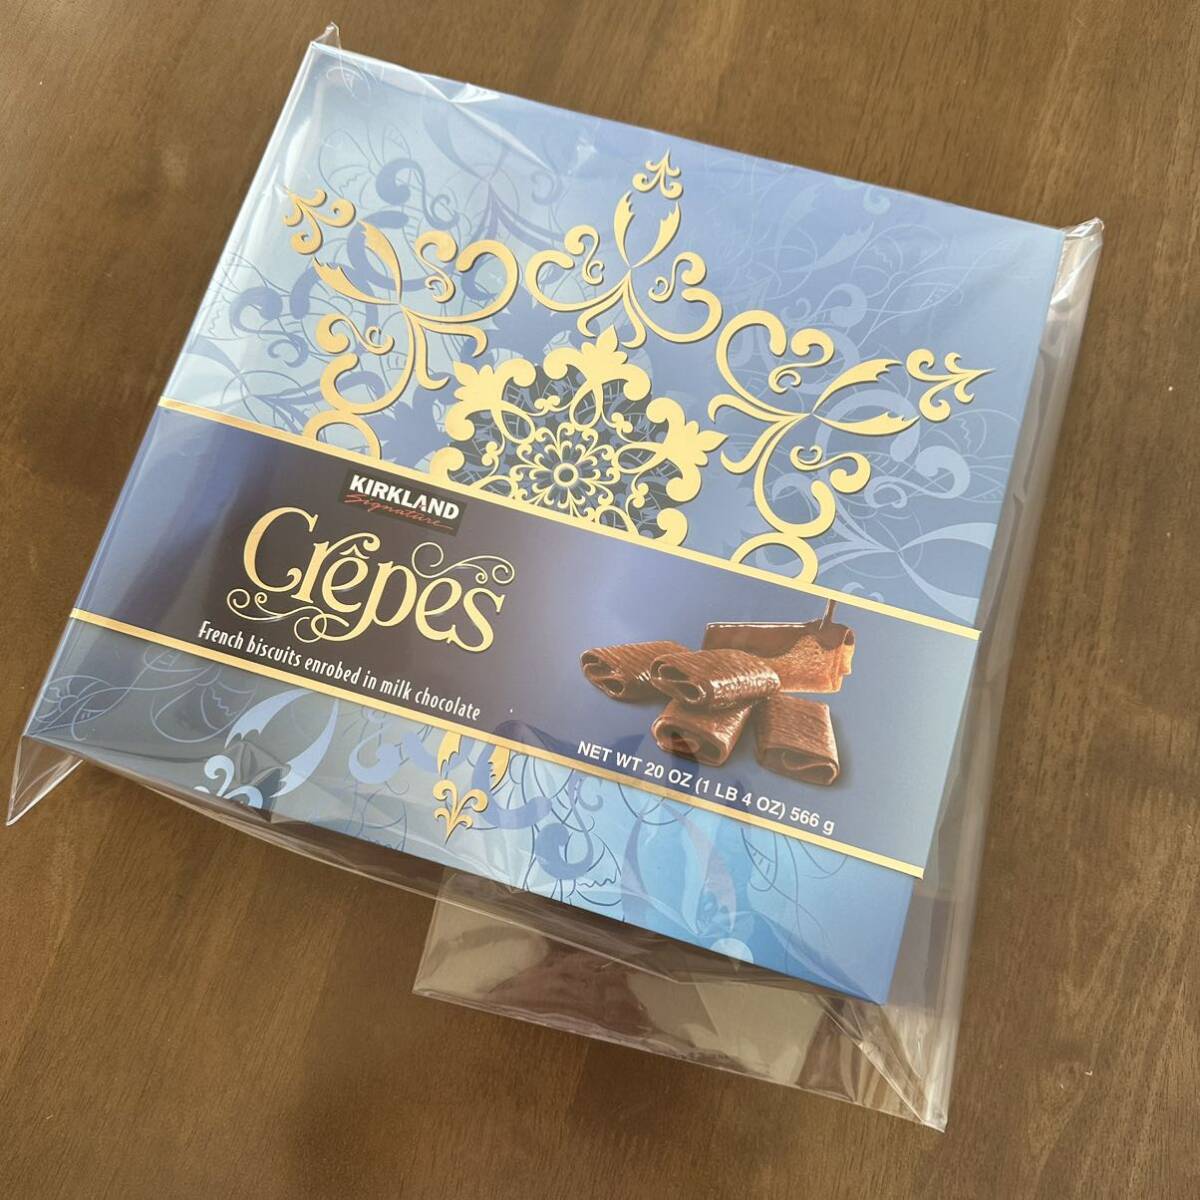 KIRKLAND
Signature
Crêpes
French biscuits enrobed in milk chocolate
NET WT 20 OZ (1 LB 4 OZ) 566 g